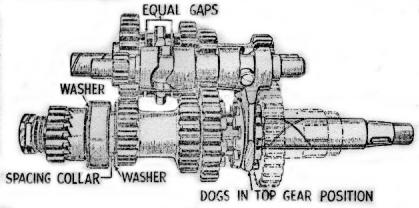 EQUAL GAPS
WASHER
SPACING COLLAR
WASHER
DOGS IN TOP GEAR POSITION